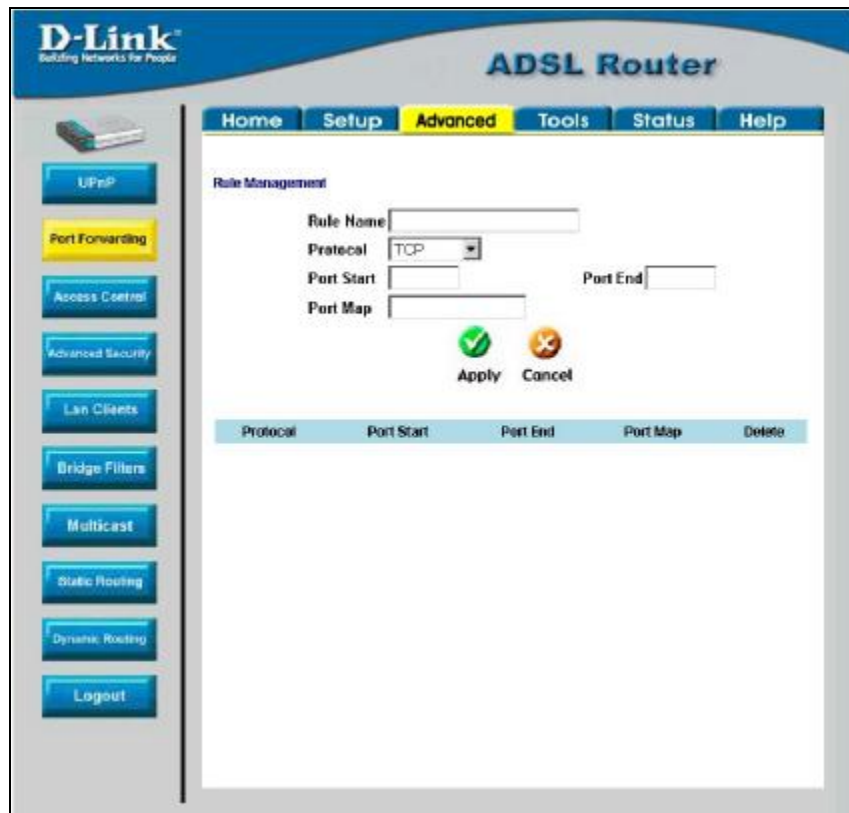 D-Link
Building Networks for People
ADSL Router
Home Setup Advanced Tools Status Help
UPnP
Port Forwarding
Access Control
Advanced Security
Lan Clients
Bridge Filters
Multicast
Static Routing
Dynamic Routing
Logout
Rule Management
Rule Name
Protocal TCP
Port Start Port End
Port Map
Apply Cancel
Protocal Port Start Port End Port Map Delete